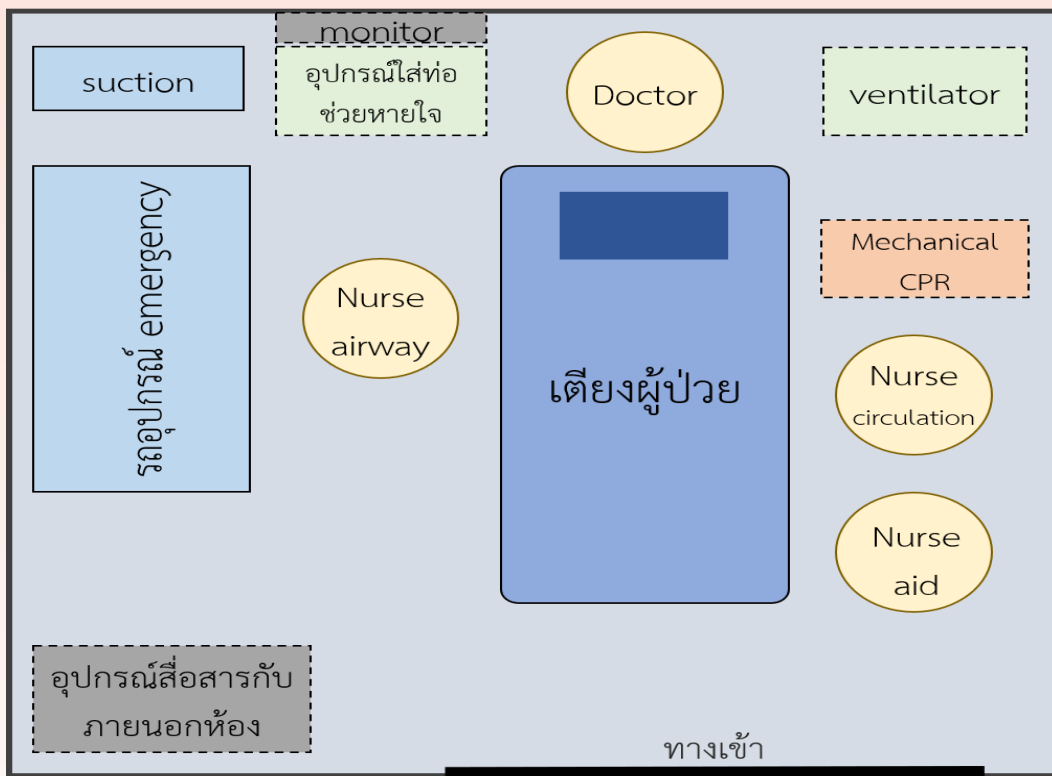 monitor
suction
อุปกรณ์ใส่ท่อ
ช่วยหายใจ
Doctor
ventilator
รถอุปกรณ์ emergency
Nurse
airway
เตียงผู้ป่วย
Mechanical
CPR
Nurse
circulation
Nurse
aid
อุปกรณ์สื่อสารกับ
ภายนอกห้อง
ทางเข้า